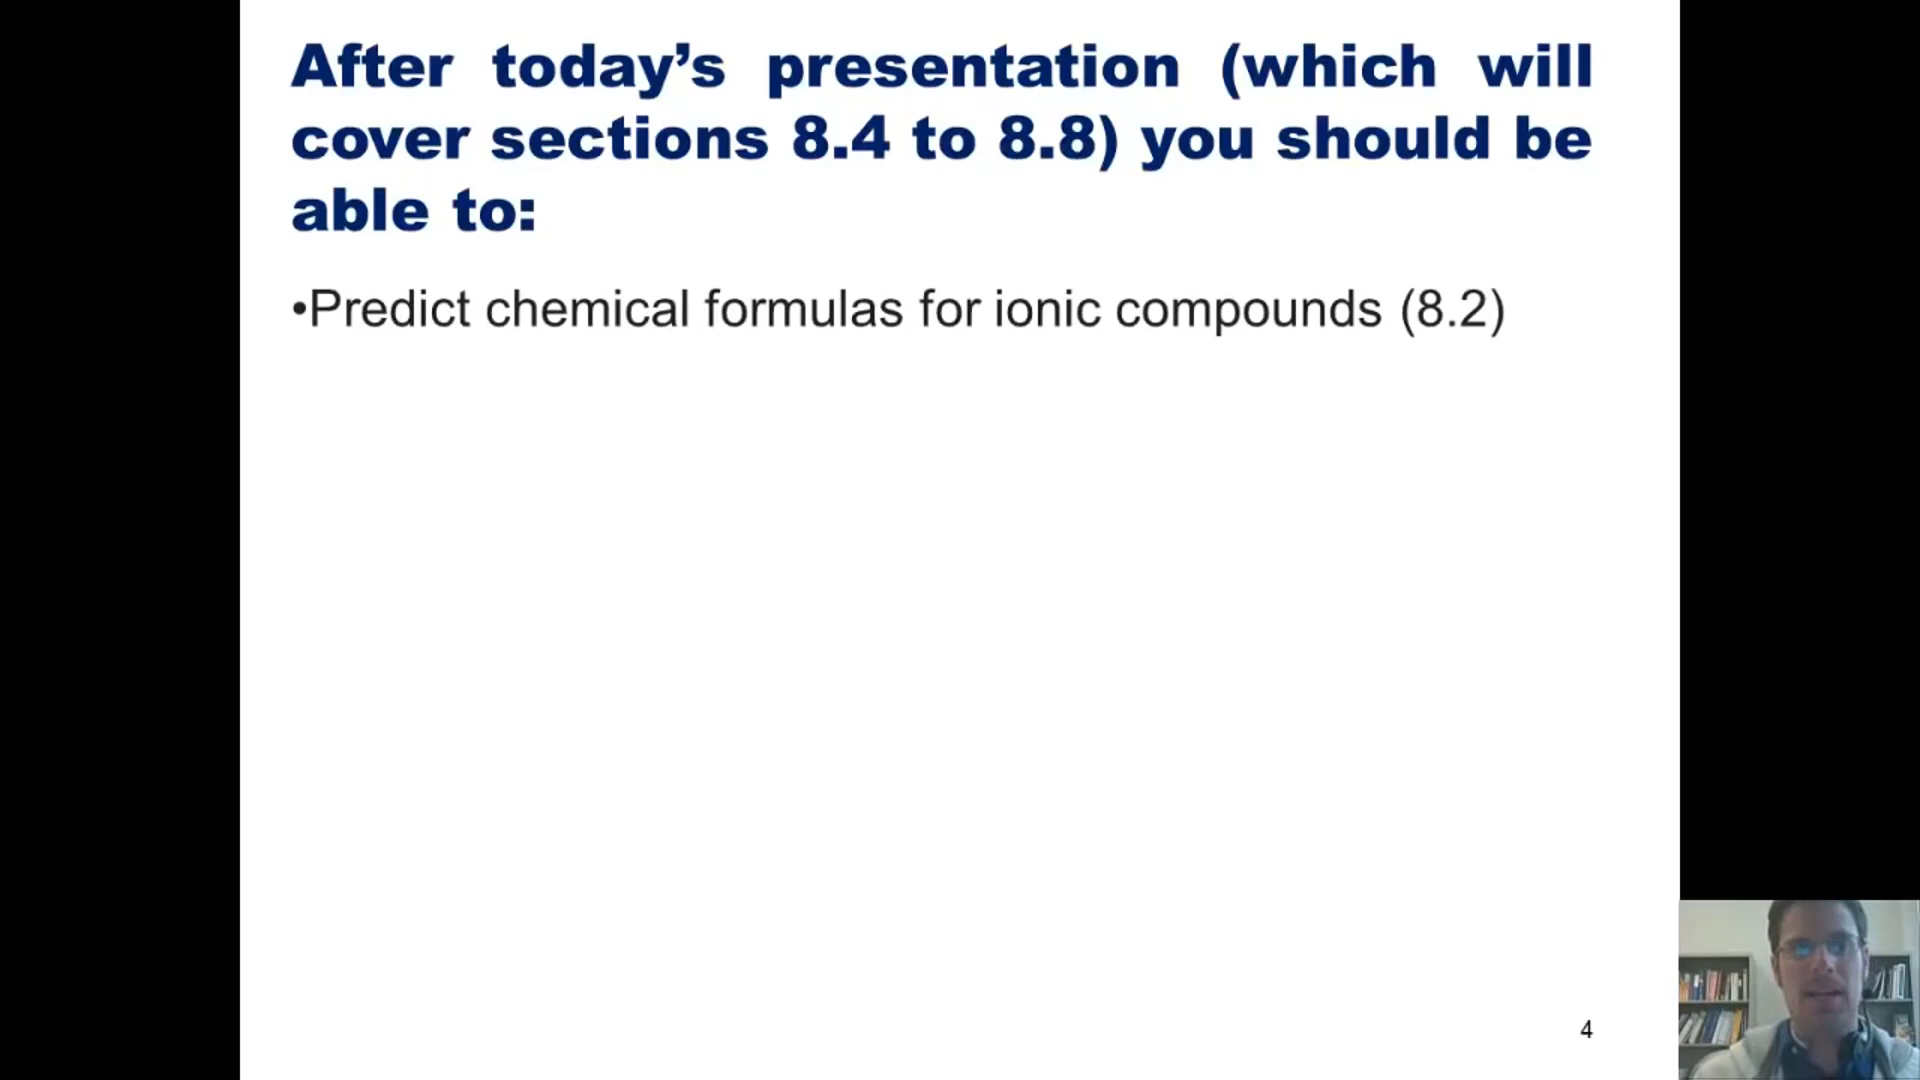 After today’s presentation (which will
cover sections 8.4 to 8.8) you should be
able to:
•Predict chemical formulas for ionic compounds (8.2)
4